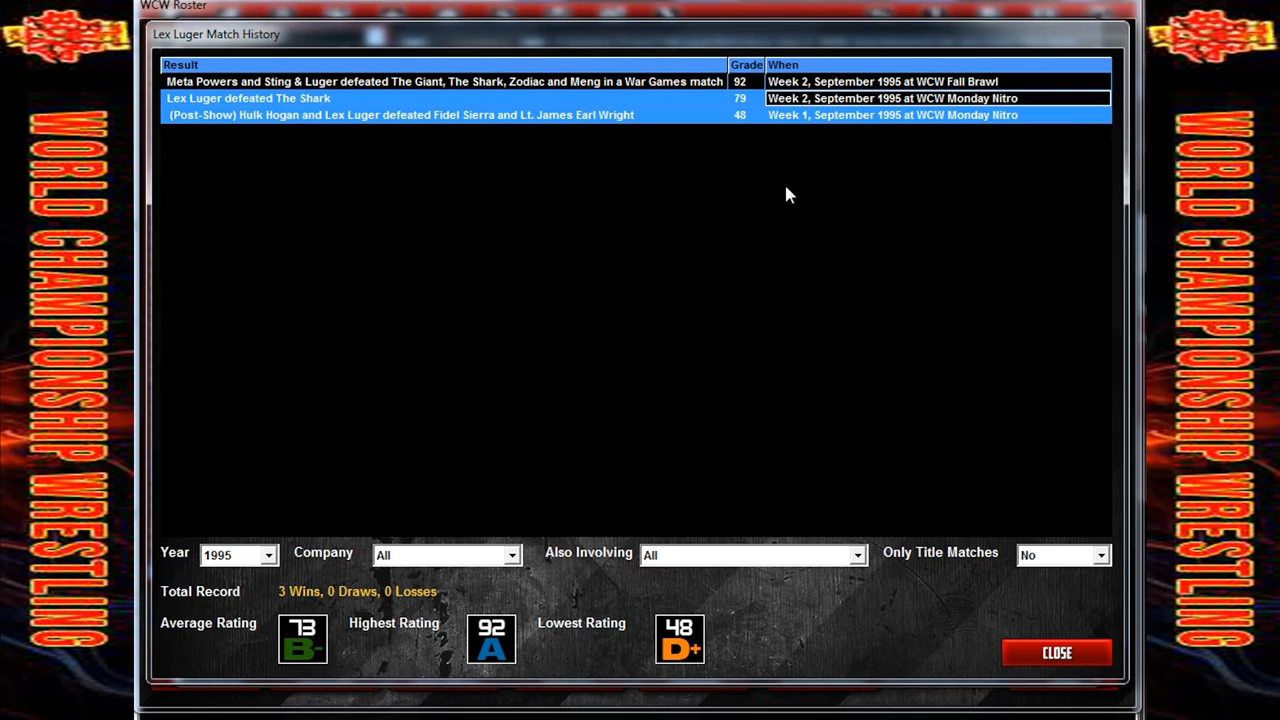 WCW Roster
Lex Luger Match History
Result Grade When
Meta Powers and Sting & Luger defeated The Giant, The Shark, Zodiac and Meng in a War Games match 92 Week 2, September 1995 at WCW Fall Brawl
Lex Luger defeated The Shark 79 Week 2, September 1995 at WCW Monday Nitro
(Post-Show) Hulk Hogan and Lex Luger defeated Fidel Sierra and Lt. James Earl Wright 48 Week 1, September 1995 at WCW Monday Nitro
WORLD CHAMPIONSHIP WRESTLING
WORLD CHAMPIONSHIP WRESTLING
Year 1995 Company All Also Involving All Only Title Matches No
Total Record 3 Wins, 0 Draws, 0 Losses
Average Rating 73 B- Highest Rating 92 A Lowest Rating 48 D+
CLOSE